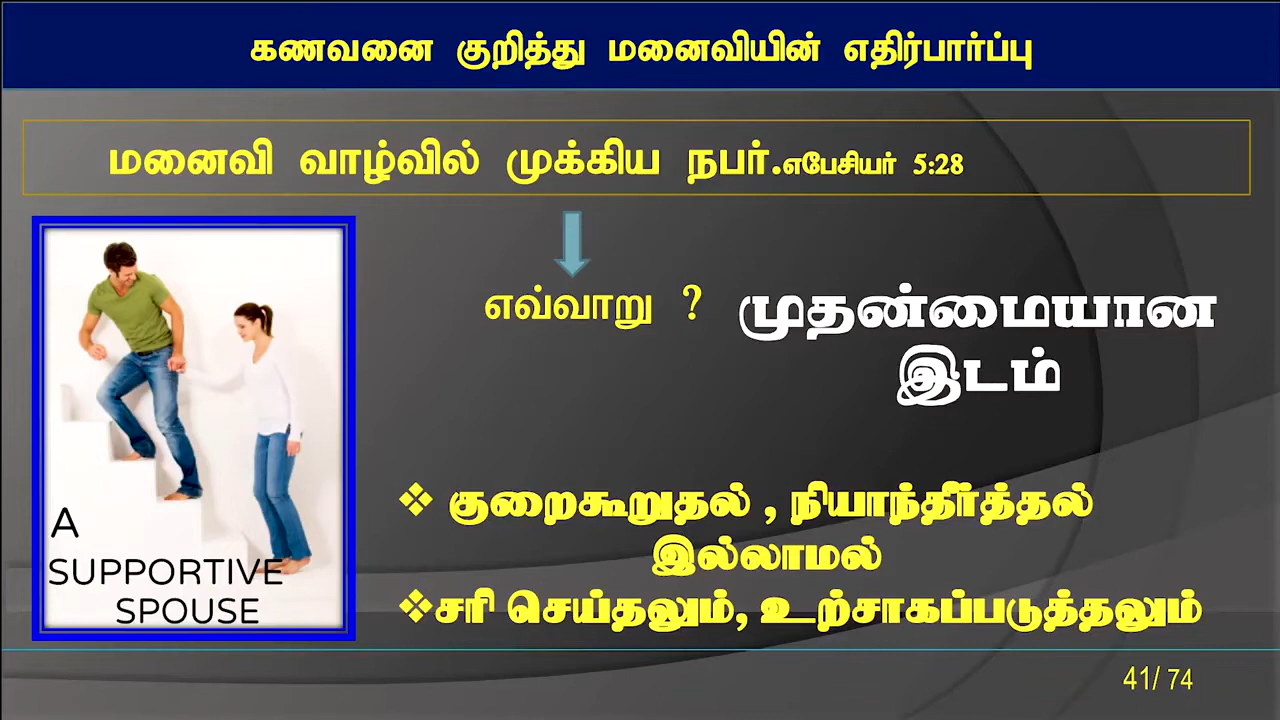 கணவனை குறித்து மனைவியின் எதிர்பார்ப்பு
மனைவி வாழ்வில் முக்கிய நபர்.எபேசியர் 5:28
எவ்வாறு ? முதன்மையான
இடம்
❖ குறைகூறுதல் , நியாந்தீர்த்தல்
இல்லாமல்
❖சரி செய்தலும், உற்சாகப்படுத்தலும்
A
SUPPORTIVE
SPOUSE
41/ 74